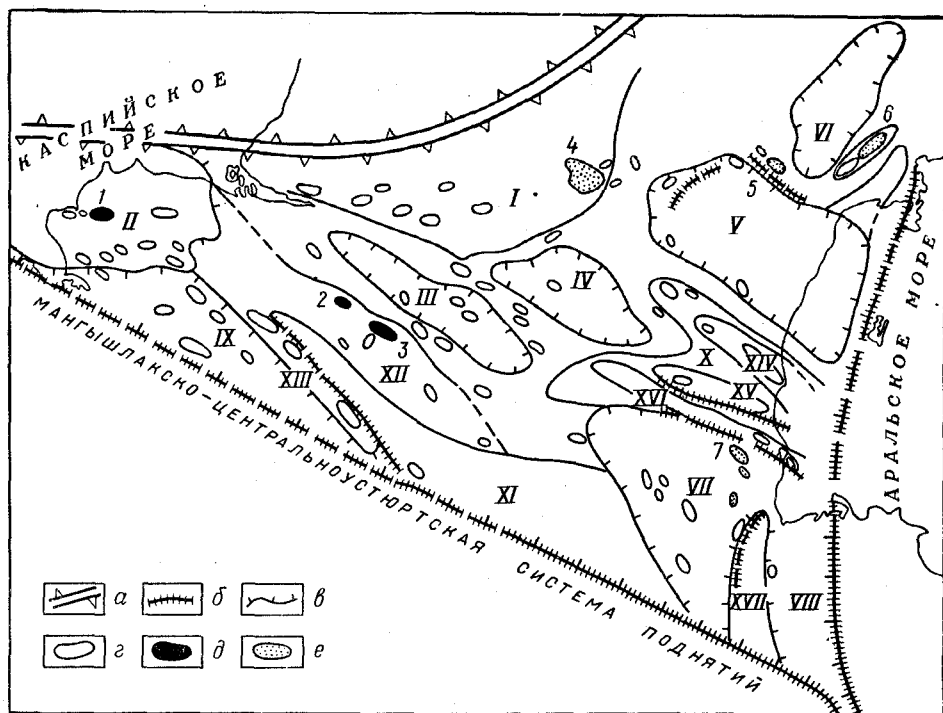 КАСПИЙСКОЕ
МОРЕ
1
II
I
4
VI
6
5
V
2
3
III
IV
IX
XIII
XII
X
XIV
XV
XVI
7
VII
XI
XVII
VIII
АРАЛЬСКОЕ МОРЕ
МАНГЫШЛАКСКО-ЦЕНТРАЛЬНОУСТЮРТСКАЯ СИСТЕМА ПОДНЯТИЙ
а
б
в
г
д
е